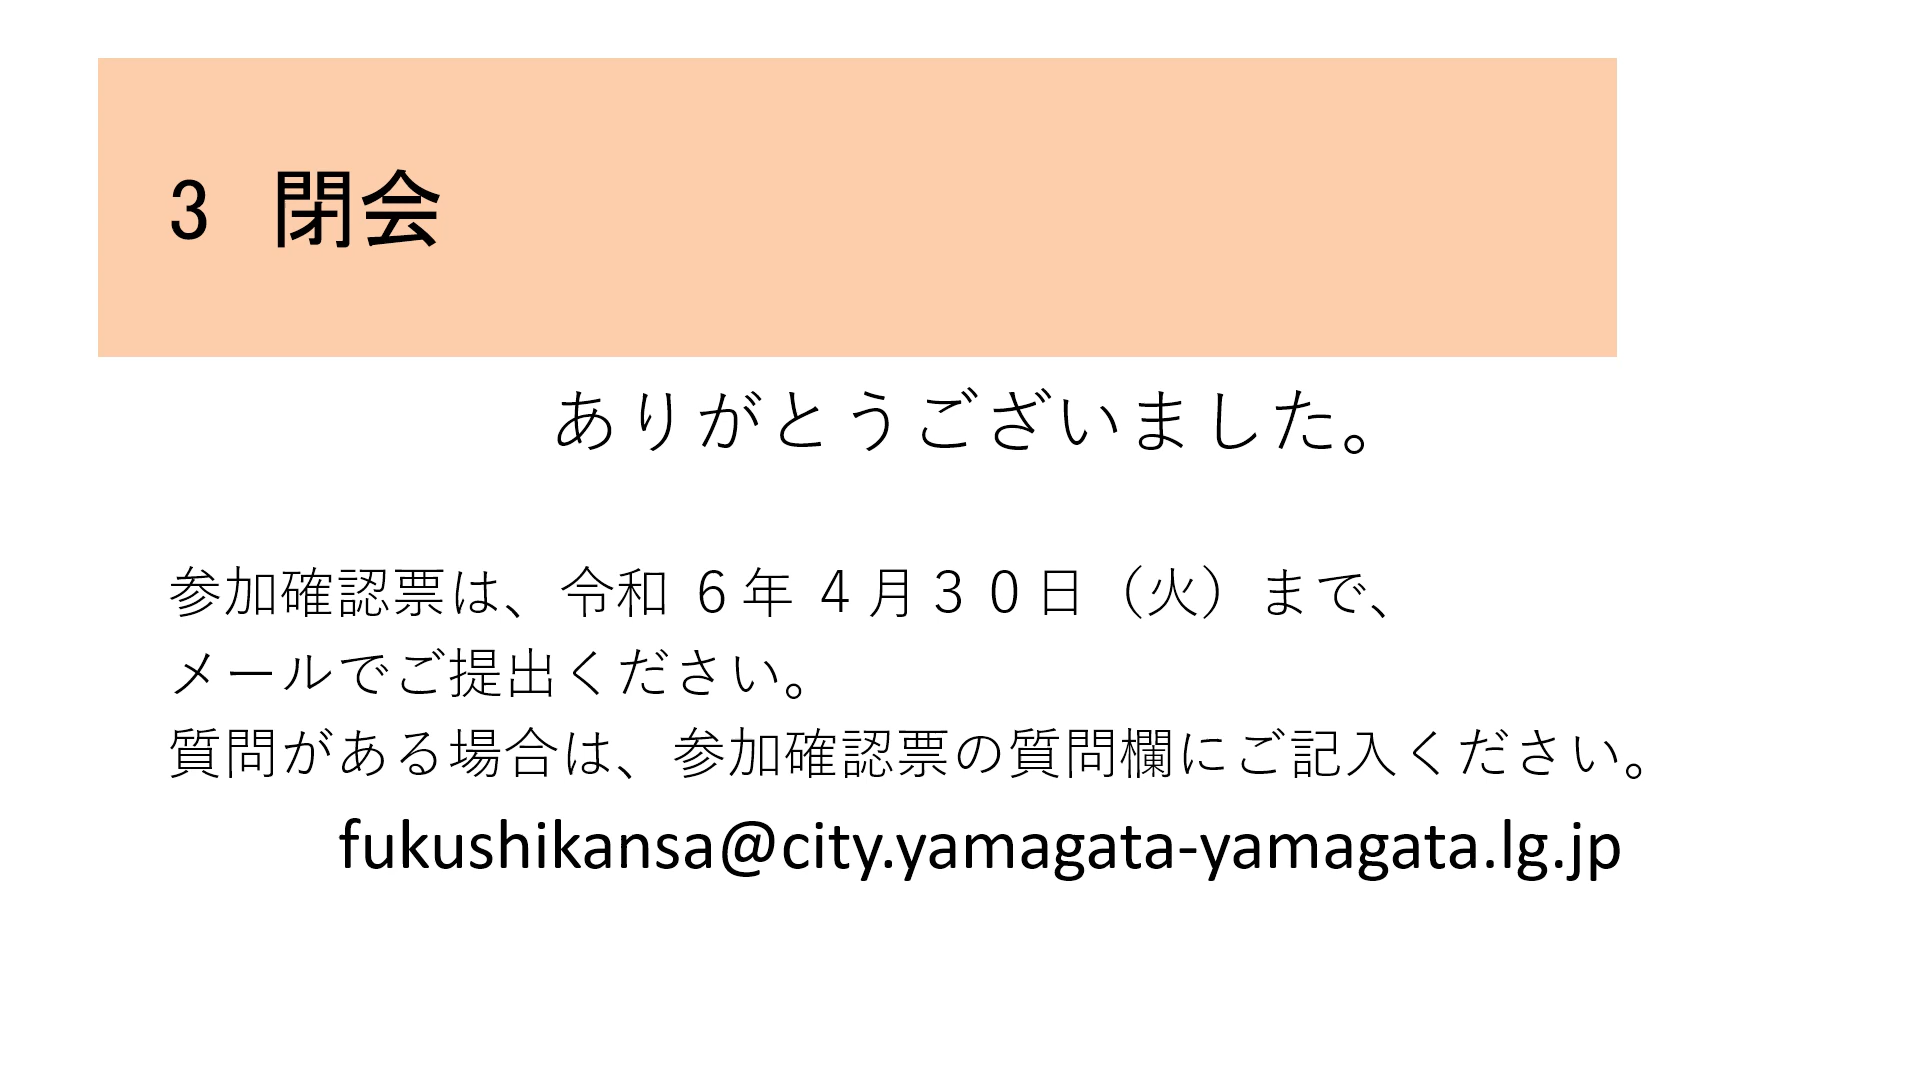 3　閉会
ありがとうございました。
参加確認票は、令和 ６年 ４月３０日（火）まで、
メールでご提出ください。
質問がある場合は、参加確認票の質問欄にご記入ください。
fukushikansa@city.yamagata-yamagata.lg.jp